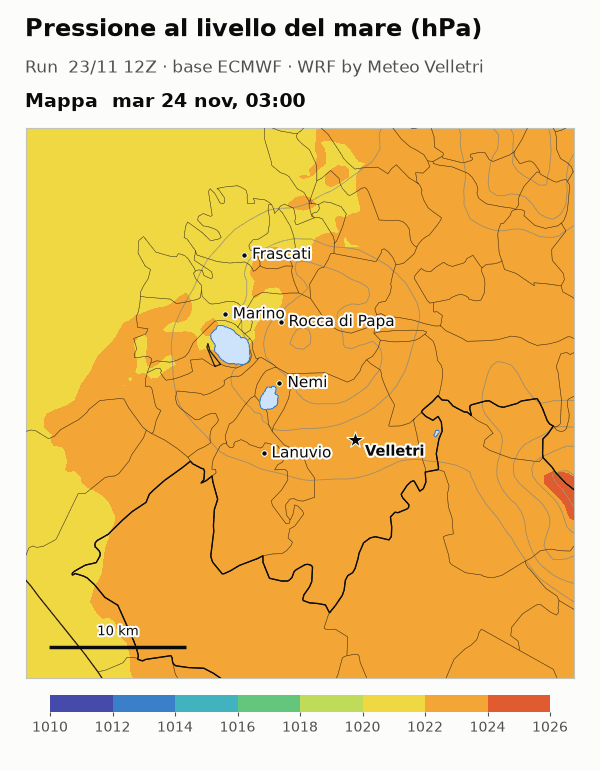 Pressione al livello del mare (hPa)
Run  23/11 12Z · base ECMWF · WRF by Meteo Velletri
Mappa  mar 24 nov, 03:00
Frascati
Marino
Rocca di Papa
Nemi
Velletri
Lanuvio
10 km
1010 1012 1014 1016 1018 1020 1022 1024 1026